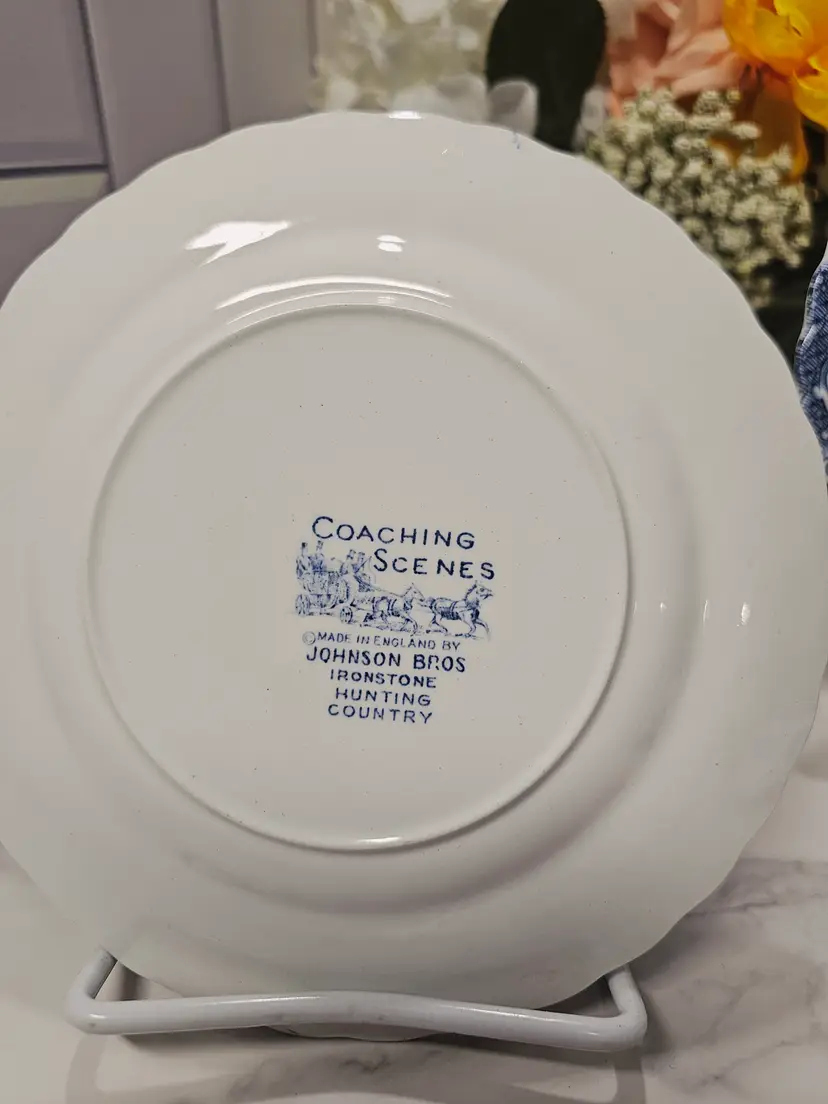 COACHING
SCENES
©MADE IN ENGLAND BY
JOHNSON BROS
IRONSTONE
HUNTING
COUNTRY